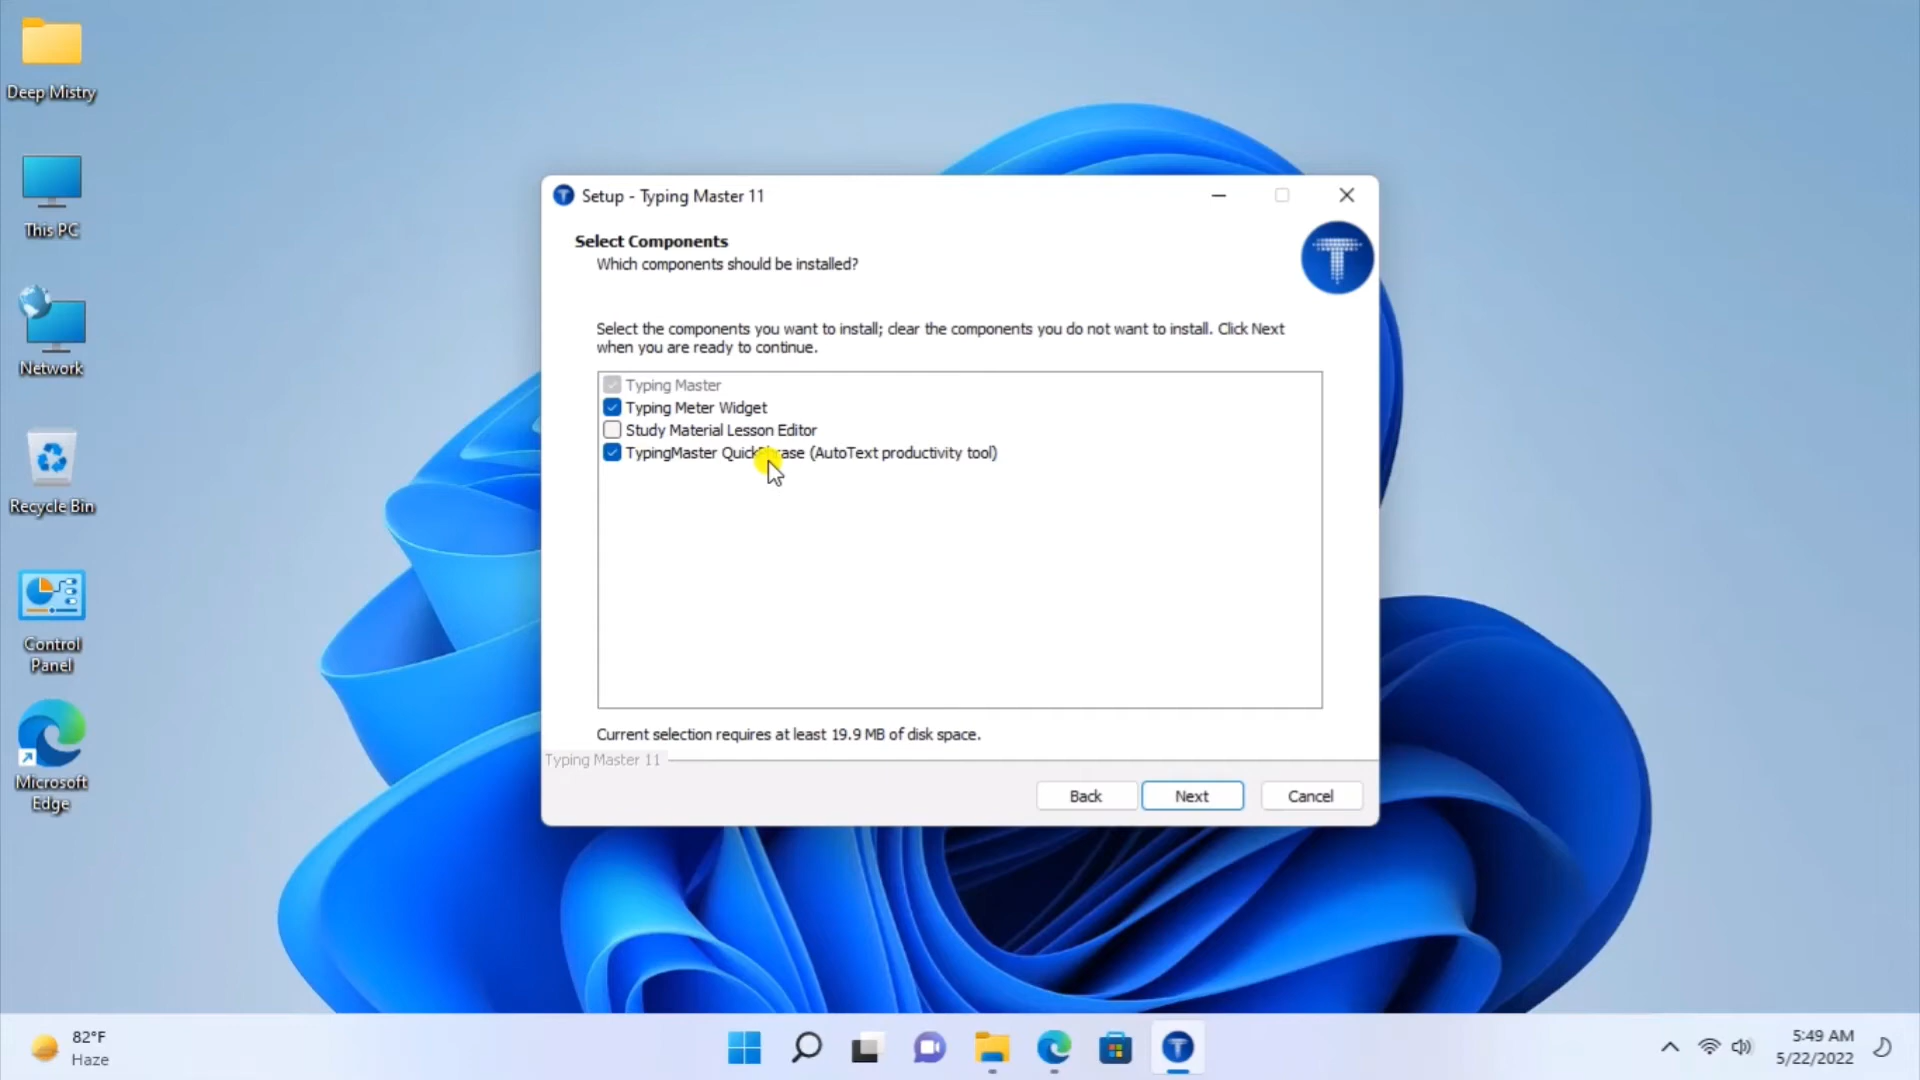 Deep Mistry
This PC
Network
Recycle Bin
Control
Panel
Microsoft
Edge
Setup - Typing Master 11
Select Components
Which components should be installed?
T
Select the components you want to install; clear the components you do not want to install. Click Next
when you are ready to continue.
Typing Master
Typing Meter Widget
Study Material Lesson Editor
TypingMaster QuickPhrase (AutoText productivity tool)
Current selection requires at least 19.9 MB of disk space.
Typing Master 11
Back
Next
Cancel
82°F
Haze
5:49 AM
5/22/2022